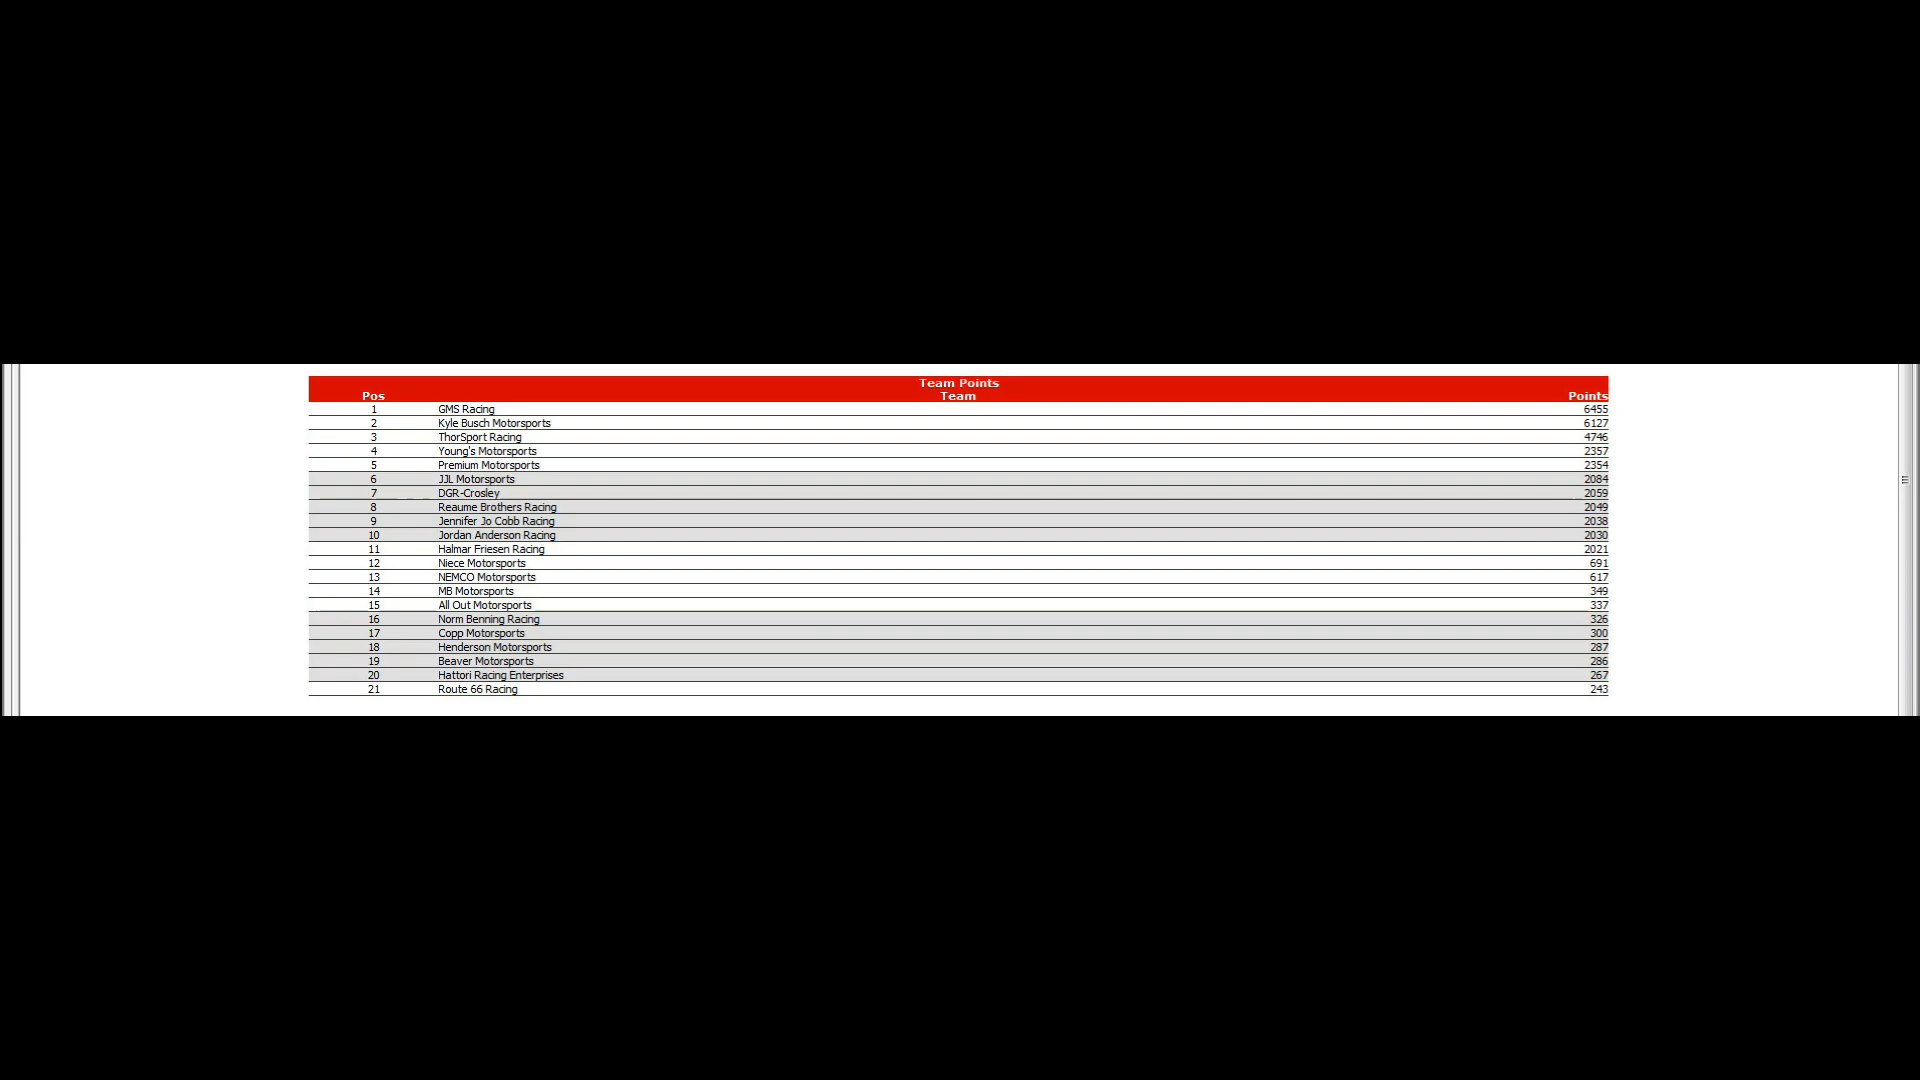 Team Points
Pos Team Points
1 GMS Racing 6455
2 Kyle Busch Motorsports 6127
3 ThorSport Racing 4746
4 Young's Motorsports 2357
5 Premium Motorsports 2354
6 JJL Motorsports 2084
7 DGR-Crosley 2059
8 Reaume Brothers Racing 2049
9 Jennifer Jo Cobb Racing 2038
10 Jordan Anderson Racing 2030
11 Halmar Friesen Racing 2021
12 Niece Motorsports 691
13 NEMCO Motorsports 617
14 MB Motorsports 349
15 All Out Motorsports 337
16 Norm Benning Racing 326
17 Copp Motorsports 300
18 Henderson Motorsports 287
19 Beaver Motorsports 286
20 Hattori Racing Enterprises 267
21 Route 66 Racing 243